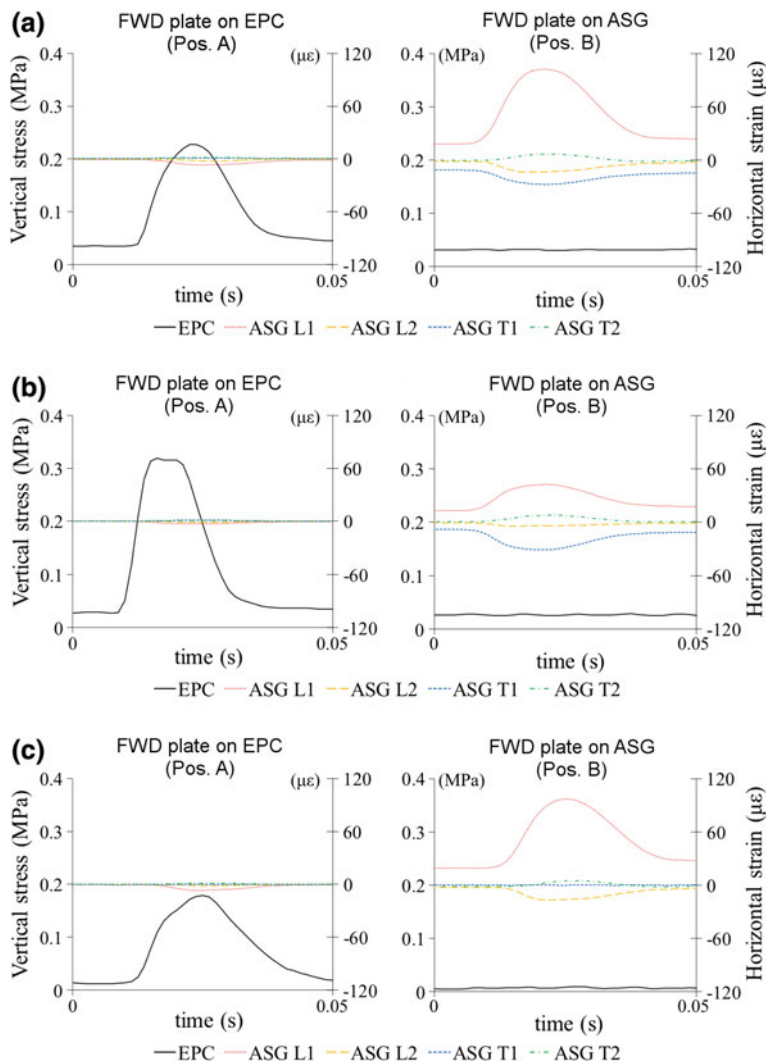 (a)
FWD plate on EPC
(Pos. A)
FWD plate on ASG
(Pos. B)
Vertical stress (MPa)
(με)
(MPa)
Horizontal strain (με)
0.4
0.3
0.2
0.1
0
120
60
0
-60
-120
0.4
0.3
0.2
0.1
0
120
60
0
-60
-120
0
0.05
0
0.05
time (s)
time (s)
EPC ASG L1 ASG L2 ASG T1 ASG T2
(b)
FWD plate on EPC
(Pos. A)
FWD plate on ASG
(Pos. B)
Vertical stress (MPa)
(με)
(MPa)
Horizontal strain (με)
0.4
0.3
0.2
0.1
0
120
60
0
-60
-120
0.4
0.3
0.2
0.1
0
120
60
0
-60
-120
0
0.05
0
0.05
time (s)
time (s)
EPC ASG L1 ASG L2 ASG T1 ASG T2
(c)
FWD plate on EPC
(Pos. A)
FWD plate on ASG
(Pos. B)
Vertical stress (MPa)
(με)
(MPa)
Horizontal strain (με)
0.4
0.3
0.2
0.1
0
120
60
0
-60
-120
0.4
0.3
0.2
0.1
0
120
60
0
-60
-120
0
0.05
0
0.05
time (s)
time (s)
EPC ASG L1 ASG L2 ASG T1 ASG T2